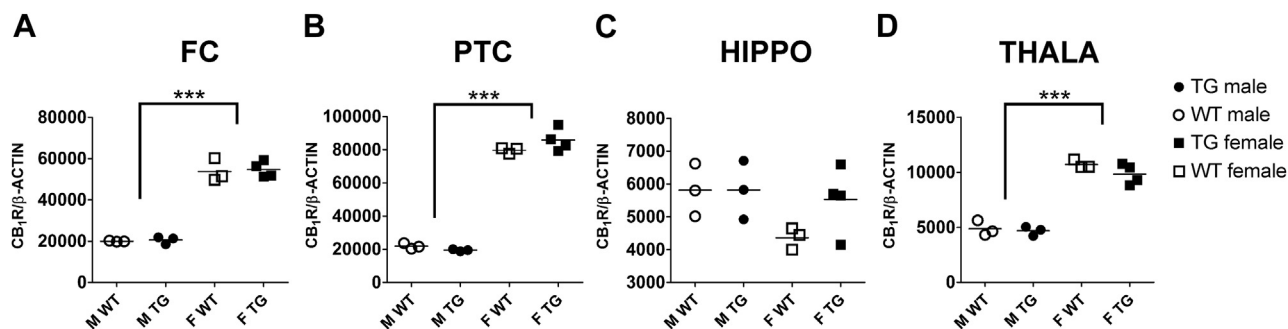 A
FC
CB₁R/β-ACTIN
80000
60000
40000
20000
0
***
M WT
M TG
F WT
F TG
B
PTC
CB₁R/β-ACTIN
100000
80000
60000
40000
20000
0
***
M WT
M TG
F WT
F TG
C
HIPPO
CB₁R/β-ACTIN
8000
7000
6000
5000
4000
3000
M WT
M TG
F WT
F TG
D
THALA
CB₁R/β-ACTIN
15000
10000
5000
0
***
M WT
M TG
F WT
F TG
TG male
WT male
TG female
WT female